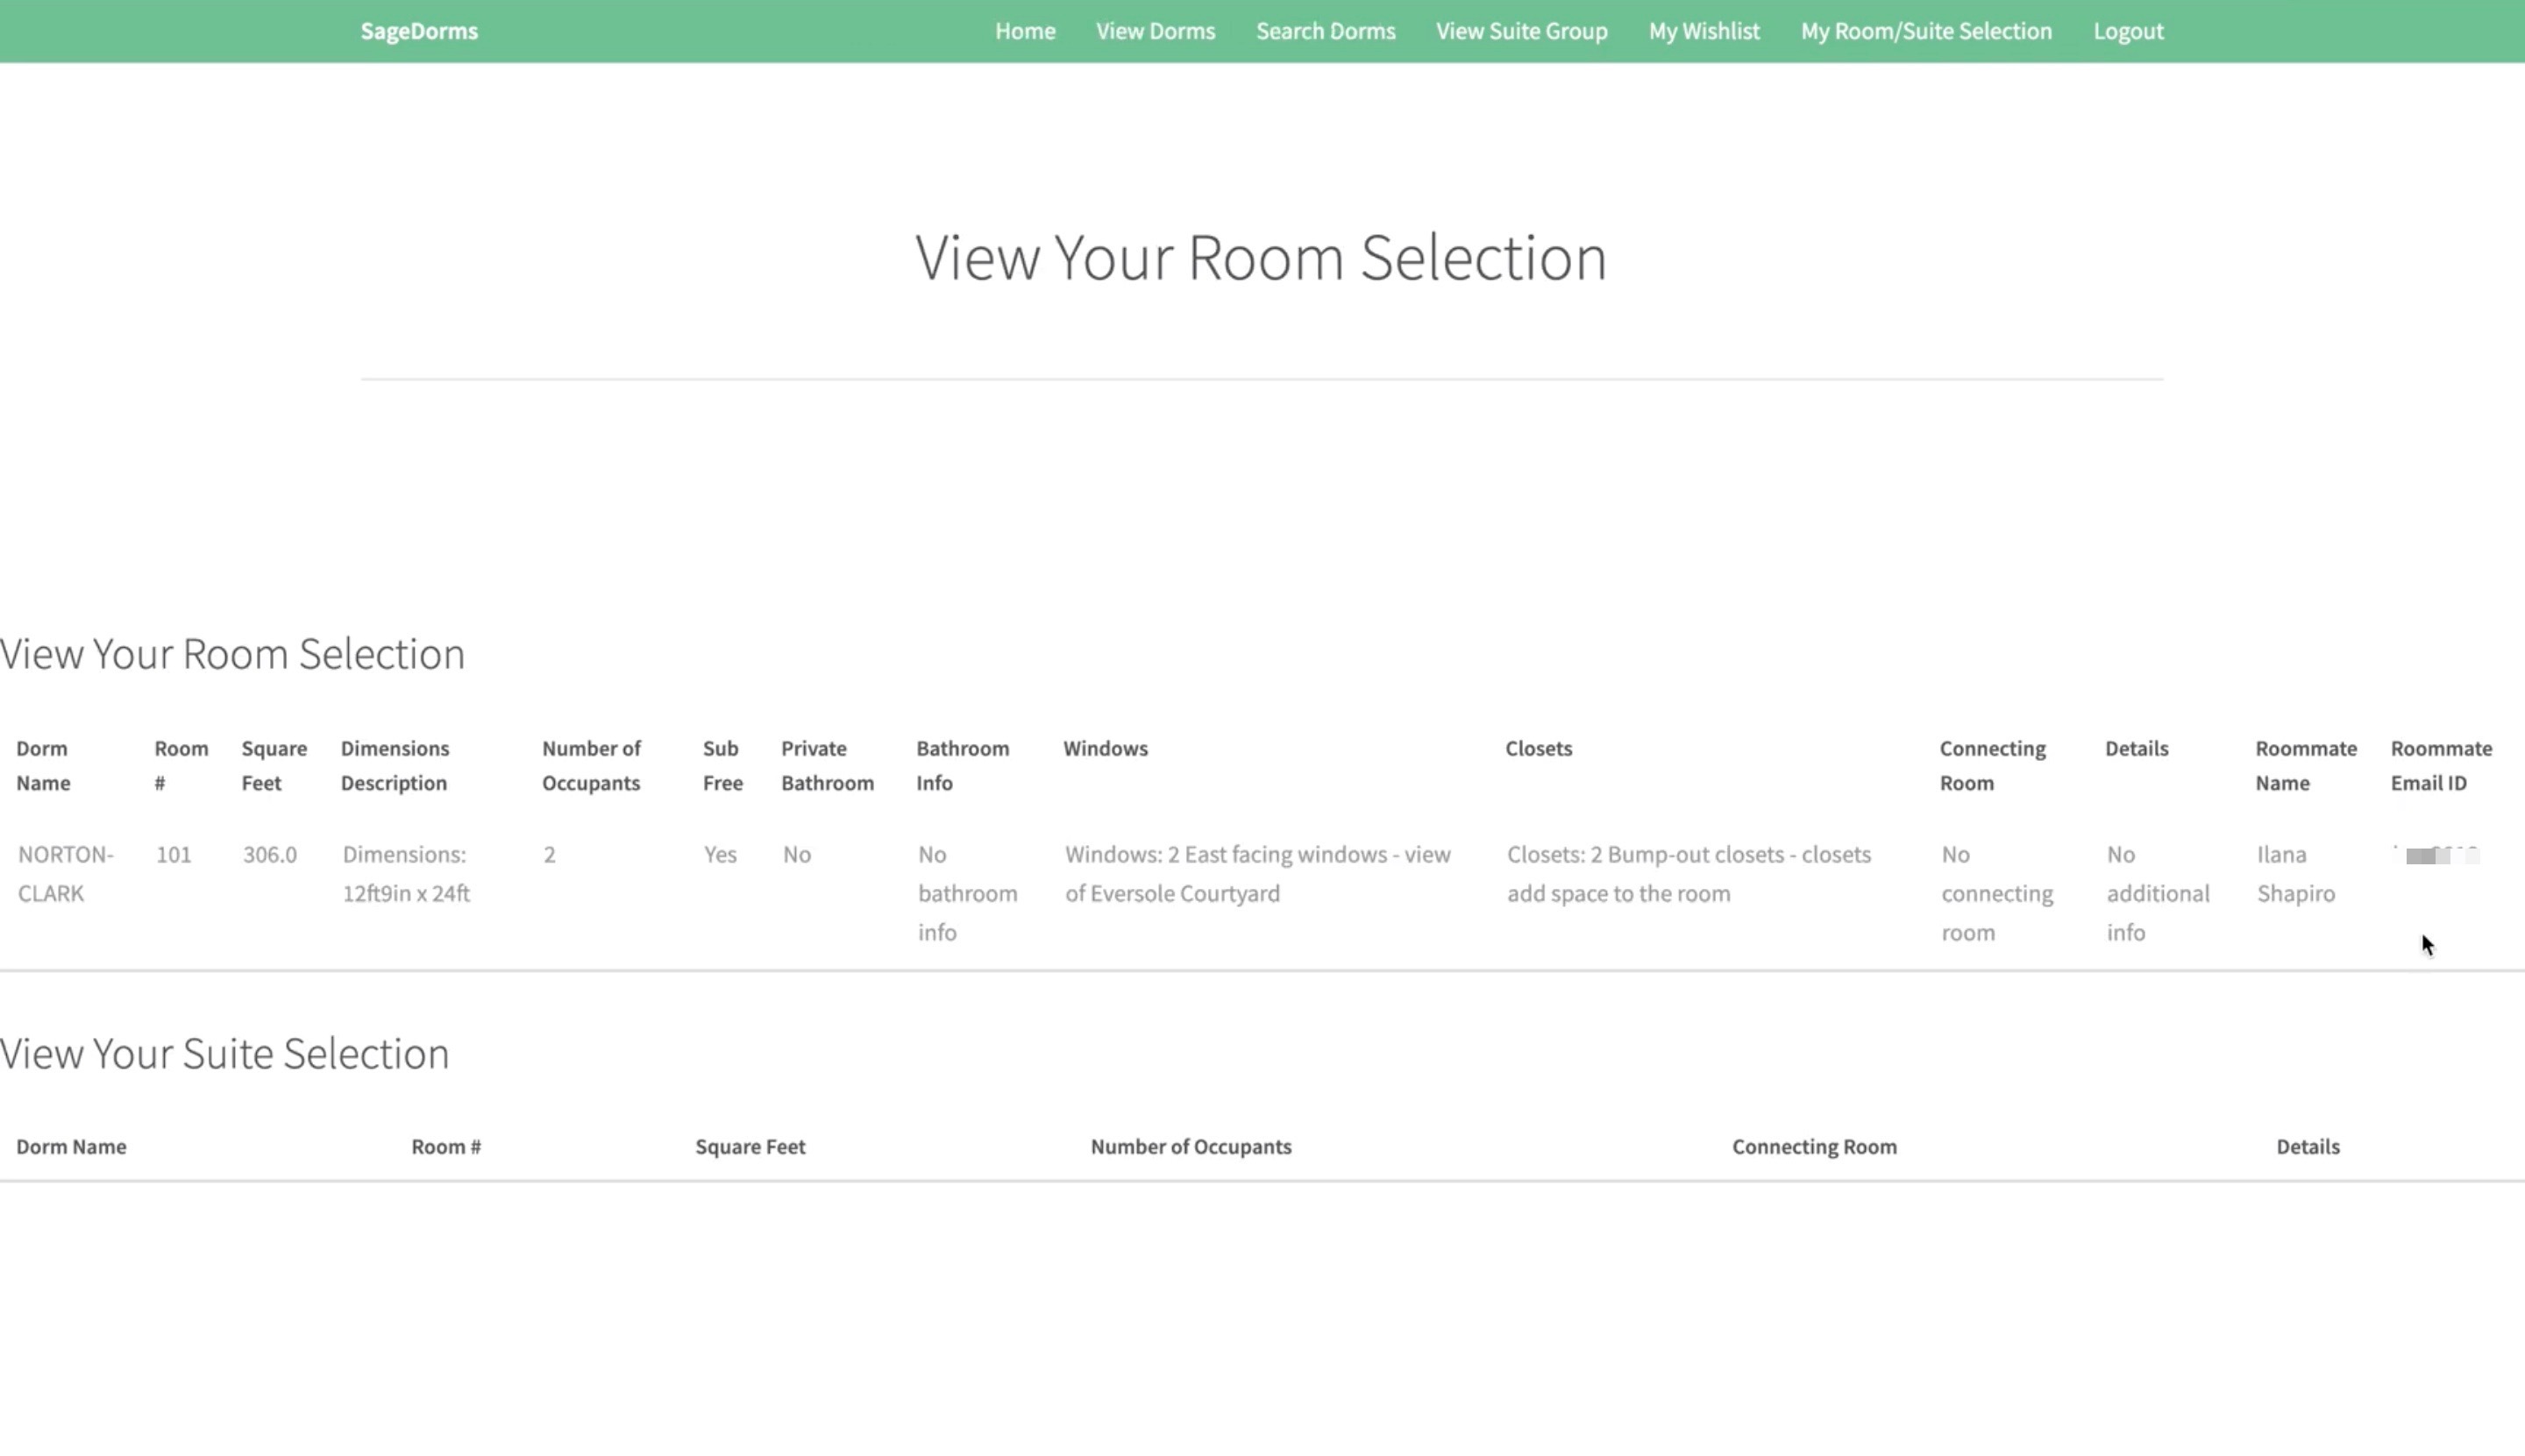 SageDorms Home View Dorms Search Dorms View Suite Group My Wishlist My Room/Suite Selection Logout
View Your Room Selection
View Your Room Selection
Dorm Name Room # Square Feet Dimensions Description Number of Occupants Sub Free Private Bathroom Bathroom Info Windows Closets Connecting Room Details Roommate Name Roommate Email ID
NORTON-CLARK 101 306.0 Dimensions: 12ft9in x 24ft 2 Yes No No bathroom info Windows: 2 East facing windows - view of Eversole Courtyard Closets: 2 Bump-out closets - closets add space to the room No connecting room No additional info Ilana Shapiro
View Your Suite Selection
Dorm Name Room # Square Feet Number of Occupants Connecting Room Details